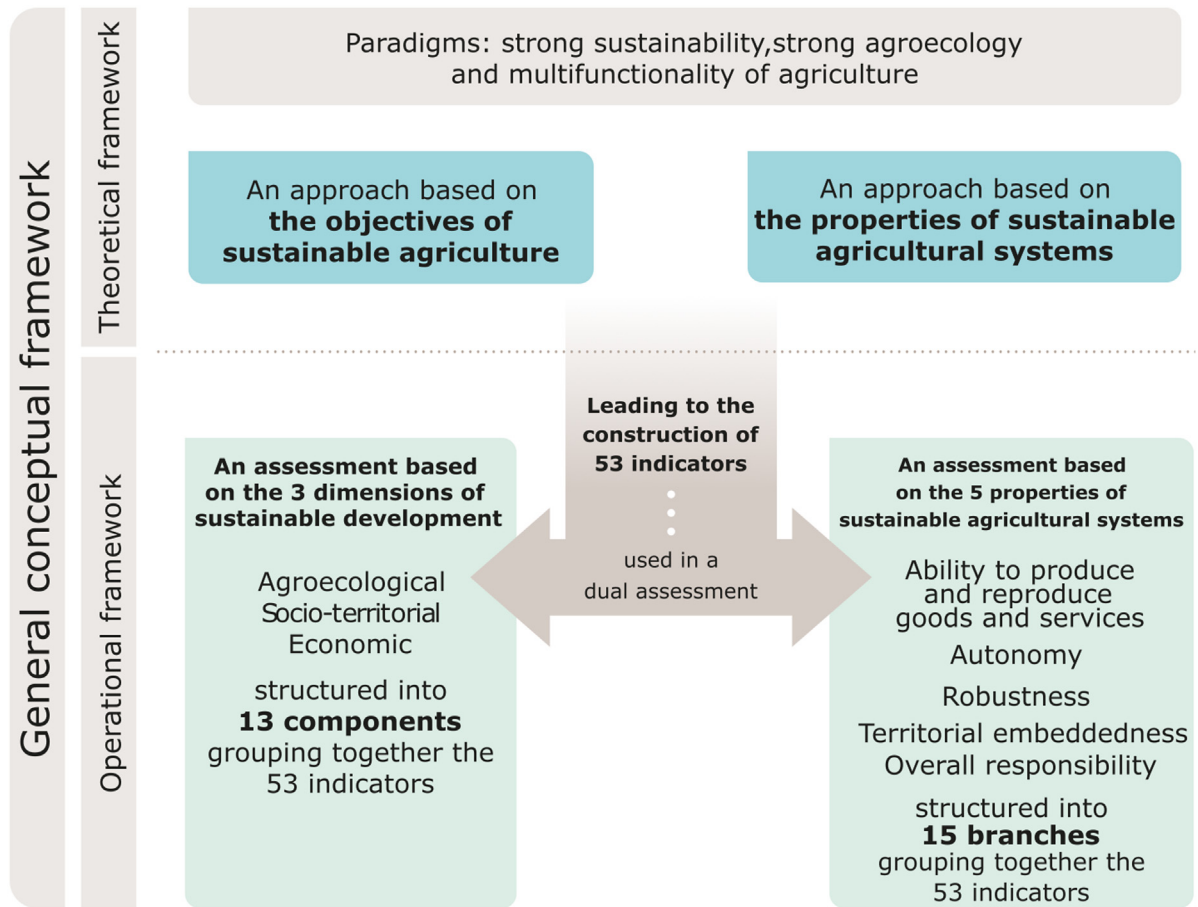 General conceptual framework
Theoretical framework
Paradigms: strong sustainability,strong agroecology
and multifunctionality of agriculture
An approach based on
the objectives of
sustainable agriculture
An approach based on
the properties of sustainable
agricultural systems
Operational framework
Leading to the
construction of
53 indicators
used in a
dual assessment
An assessment based
on the 3 dimensions of
sustainable development
Agroecological
Socio-territorial
Economic
structured into
13 components
grouping together the
53 indicators
An assessment based
on the 5 properties of
sustainable agricultural systems
Ability to produce
and reproduce
goods and services
Autonomy
Robustness
Territorial embeddedness
Overall responsibility
structured into
15 branches
grouping together the
53 indicators